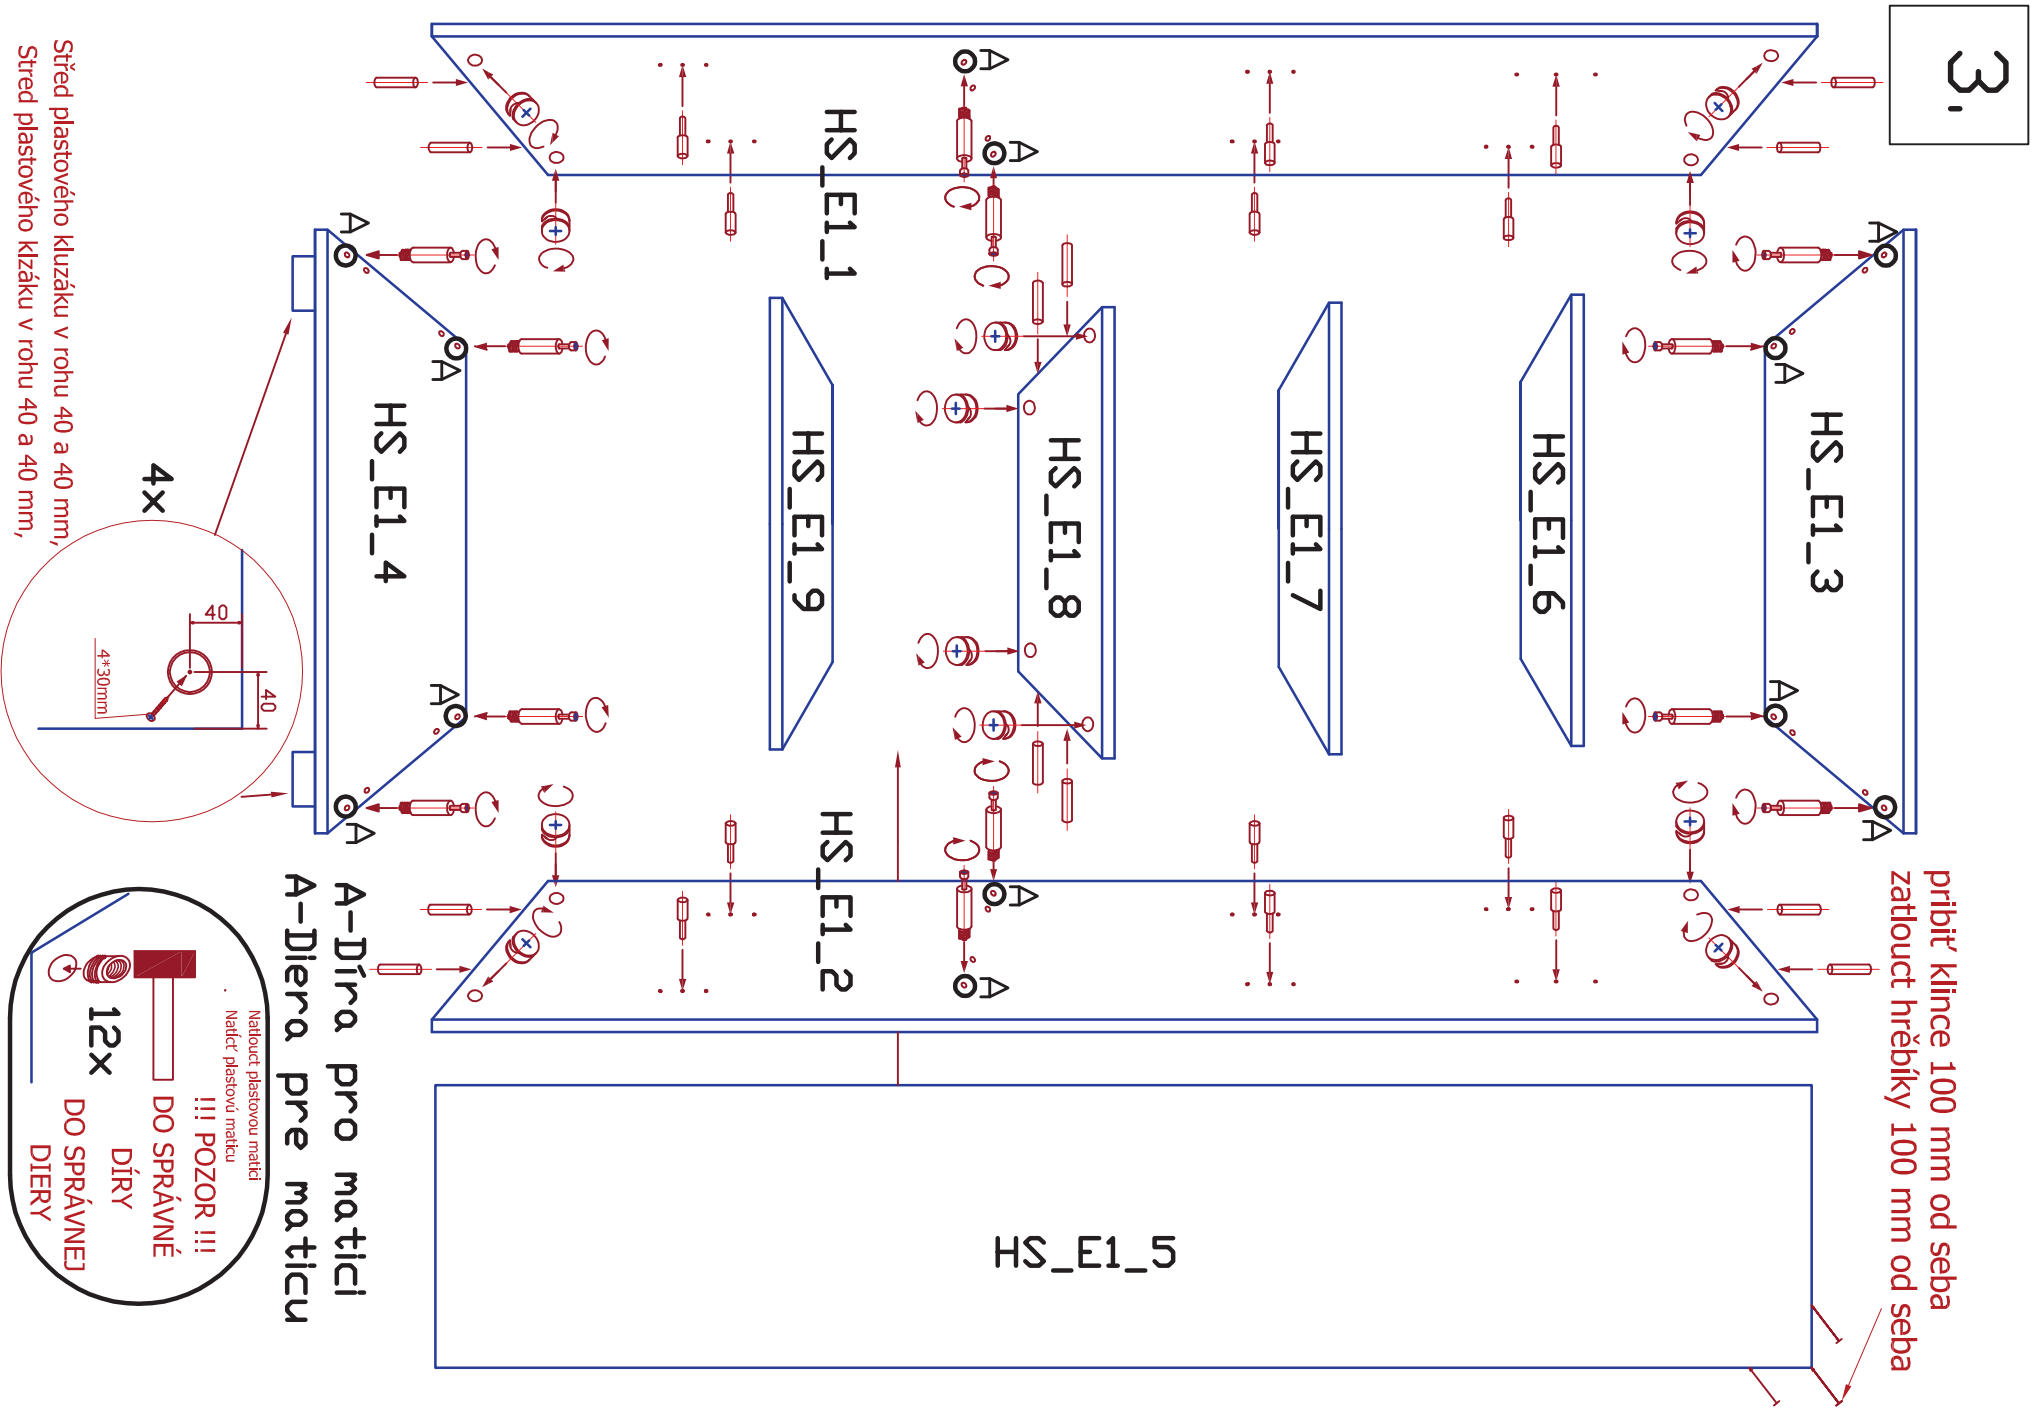 3.
pribiť klince 100 mm od seba
zatlouct hřebíky 100 mm od seba
A
A
A
A
HS_E1_3
HS_E1_6
HS_E1_7
HS_E1_8
HS_E1_9
HS_E1_4
A
A
A
A
HS_E1_1
A
A
HS_E1_2
A
A
HS_E1_5
A-Díra pro matici
A-Diera pre maticu
Střed plastového kluzáku v rohu 40 a 40 mm,
Stred plastového klzáku v rohu 40 a 40 mm,
4x
40
40
4*30mm
Natlouct plastovou matici
Natĺcť plastovú maticu
!!! POZOR !!!
DO SPRÁVNÉ
DÍRY
DO SPRÁVNEJ
DIERY
12x